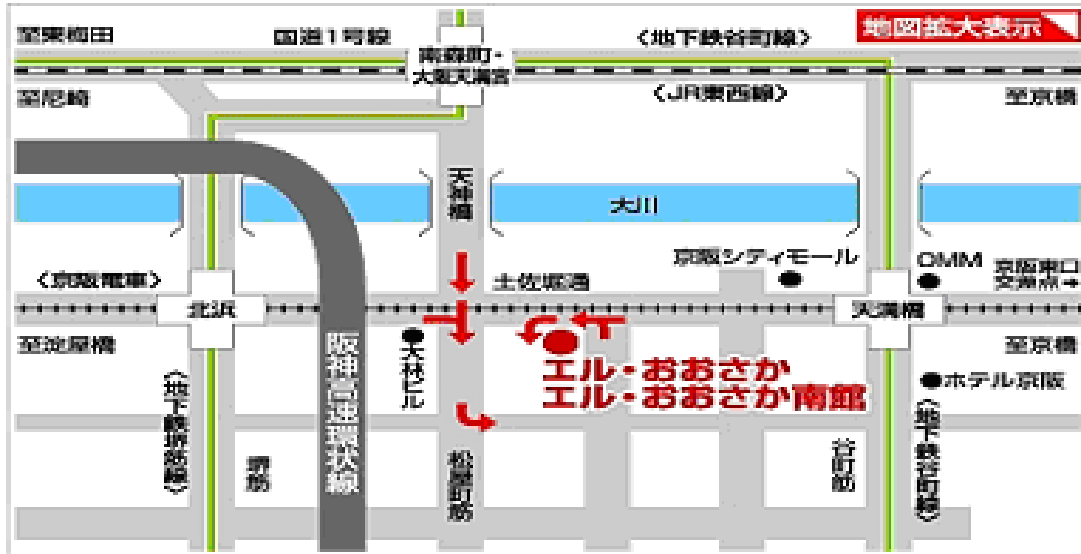 至東梅田
国道1号線
〈地下鉄谷町線〉
地図拡大表示
南森町・
大阪天満宮
至尼崎
〈JR東西線〉
至京橋
天神橋
大川
〈京阪電車〉
土佐堀通
京阪シティモール
OMM
京阪東口
交差点→
北浜
天満橋
至淀屋橋
大林ビル
エル・おおさか
エル・おおさか南館
至京橋
ホテル京阪
〈地下鉄堺筋線〉
堺筋
阪神高速環状線
松屋町筋
谷町筋
〈地下鉄谷町線〉